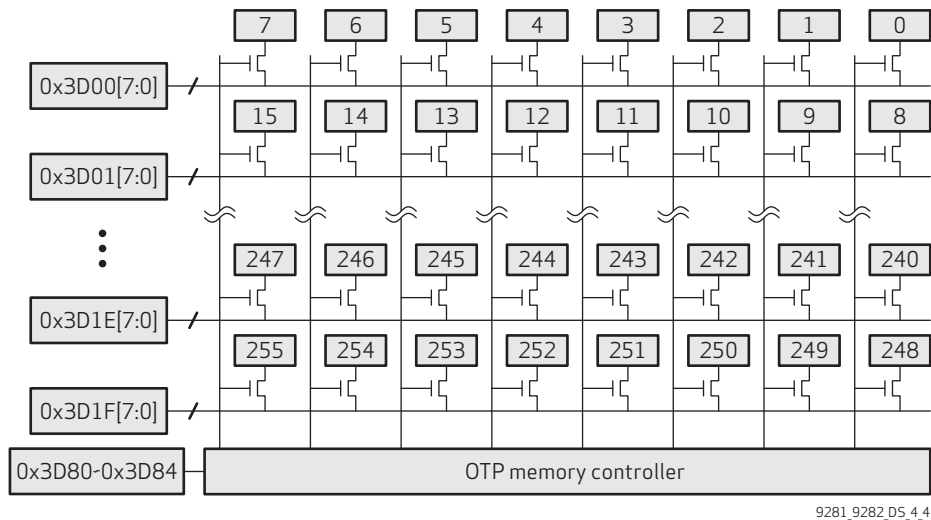 7 6 5 4 3 2 1 0
0x3D00[7:0]
15 14 13 12 11 10 9 8
0x3D01[7:0]
247 246 245 244 243 242 241 240
0x3D1E[7:0]
255 254 253 252 251 250 249 248
0x3D1F[7:0]
0x3D80-0x3D84 OTP memory controller
9281_9282_DS_4_4